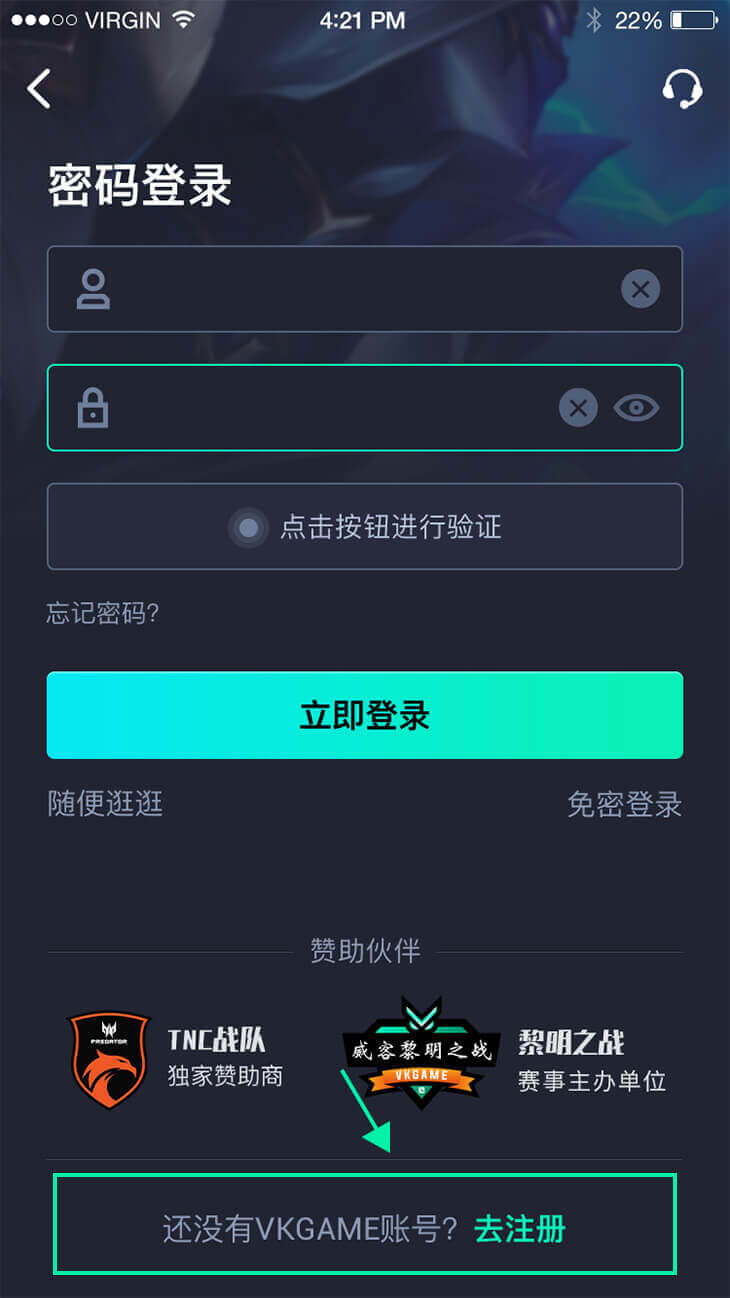 VIRGIN 4:21 PM 22%
密码登录
点击按钮进行验证
忘记密码?
立即登录
随便逛逛 免密登录
赞助伙伴
PREDATOR
TNC战队
独家赞助商
威客黎明之战
VKGAME
黎明之战
赛事主办单位
还没有VKGAME账号? 去注册